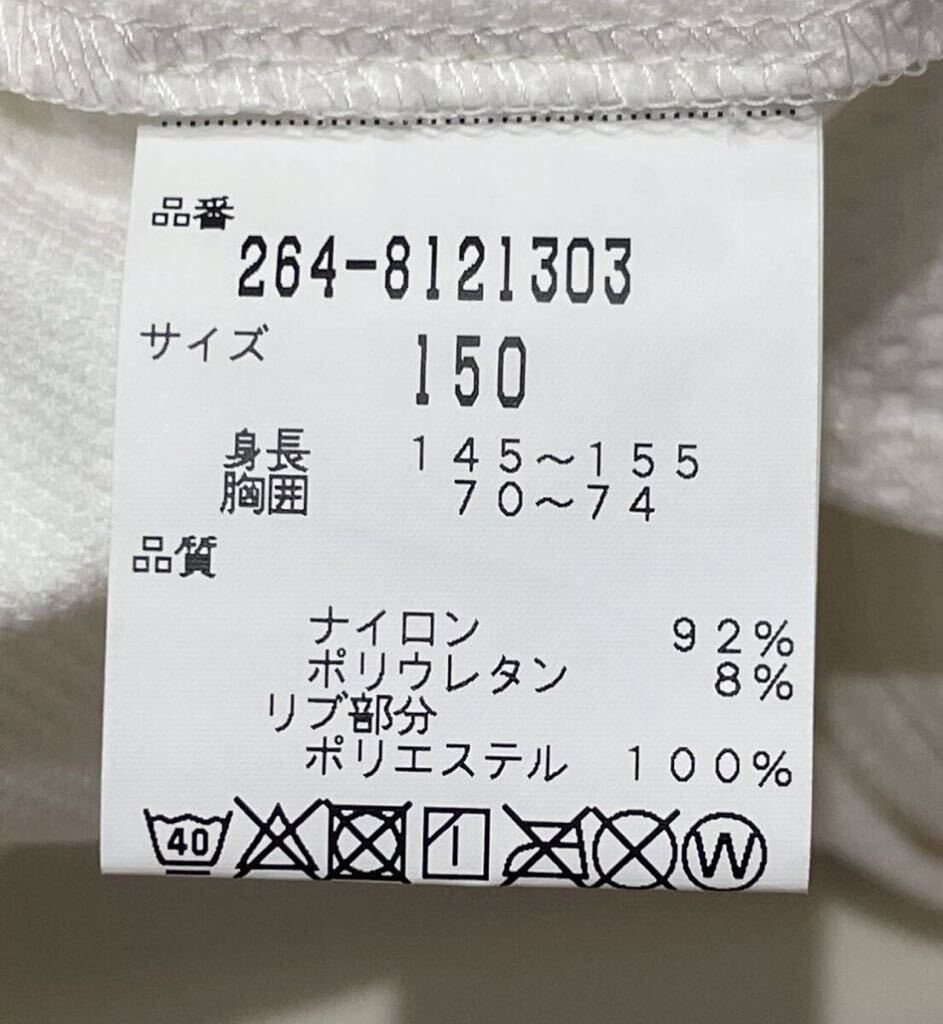 品番
264-8121303
サイズ
150
身長 145～155
胸囲 70～74
品質
ナイロン 92%
ポリウレタン 8%
リブ部分
ポリエステル 100%
40 W